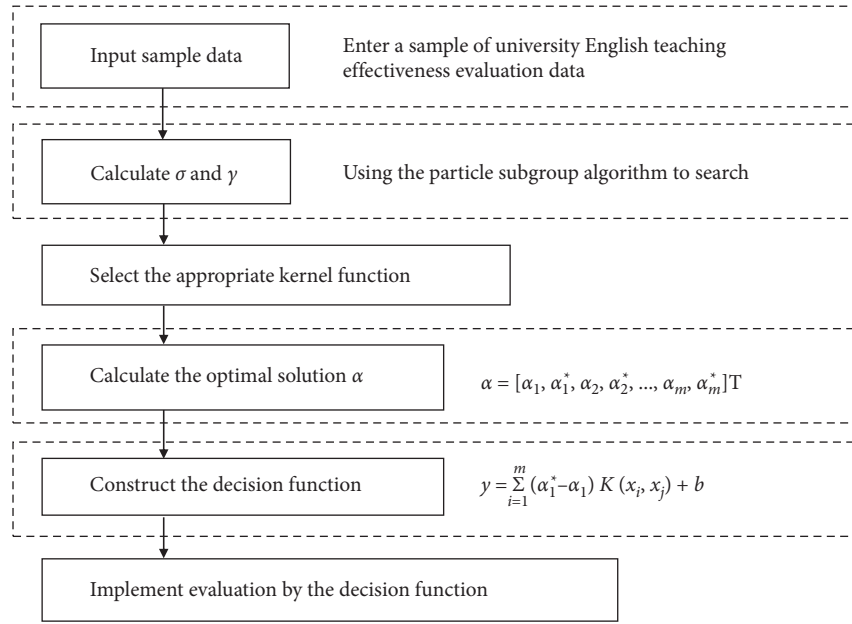 Input sample data
Enter a sample of university English teaching
effectiveness evaluation data
Calculate σ and γ
Using the particle subgroup algorithm to search
Select the appropriate kernel function
Calculate the optimal solution α
α = [α₁, α₁*, α₂, α₂*, ..., αₘ, αₘ*]T
Construct the decision function
y = Σᵢ₌₁ᵐ (α₁*–α₁) K (xᵢ, xⱼ) + b
Implement evaluation by the decision function